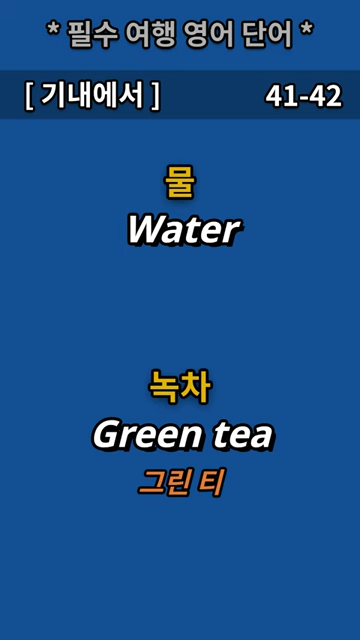 * 필수 여행 영어 단어 *
[ 기내에서 ] 41-42
물
Water
녹차
Green tea
그린 티